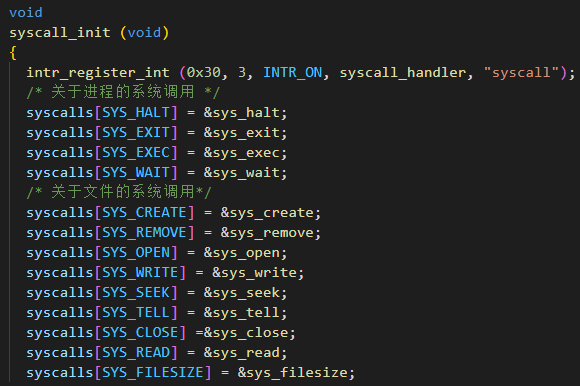 void
syscall_init (void)
{
  intr_register_int (0x30, 3, INTR_ON, syscall_handler, "syscall");
  /* 关于进程的系统调用 */
  syscalls[SYS_HALT] = &sys_halt;
  syscalls[SYS_EXIT] = &sys_exit;
  syscalls[SYS_EXEC] = &sys_exec;
  syscalls[SYS_WAIT] = &sys_wait;
  /* 关于文件的系统调用*/
  syscalls[SYS_CREATE] = &sys_create;
  syscalls[SYS_REMOVE] = &sys_remove;
  syscalls[SYS_OPEN] = &sys_open;
  syscalls[SYS_WRITE] = &sys_write;
  syscalls[SYS_SEEK] = &sys_seek;
  syscalls[SYS_TELL] = &sys_tell;
  syscalls[SYS_CLOSE] =&sys_close;
  syscalls[SYS_READ] = &sys_read;
  syscalls[SYS_FILESIZE] = &sys_filesize;